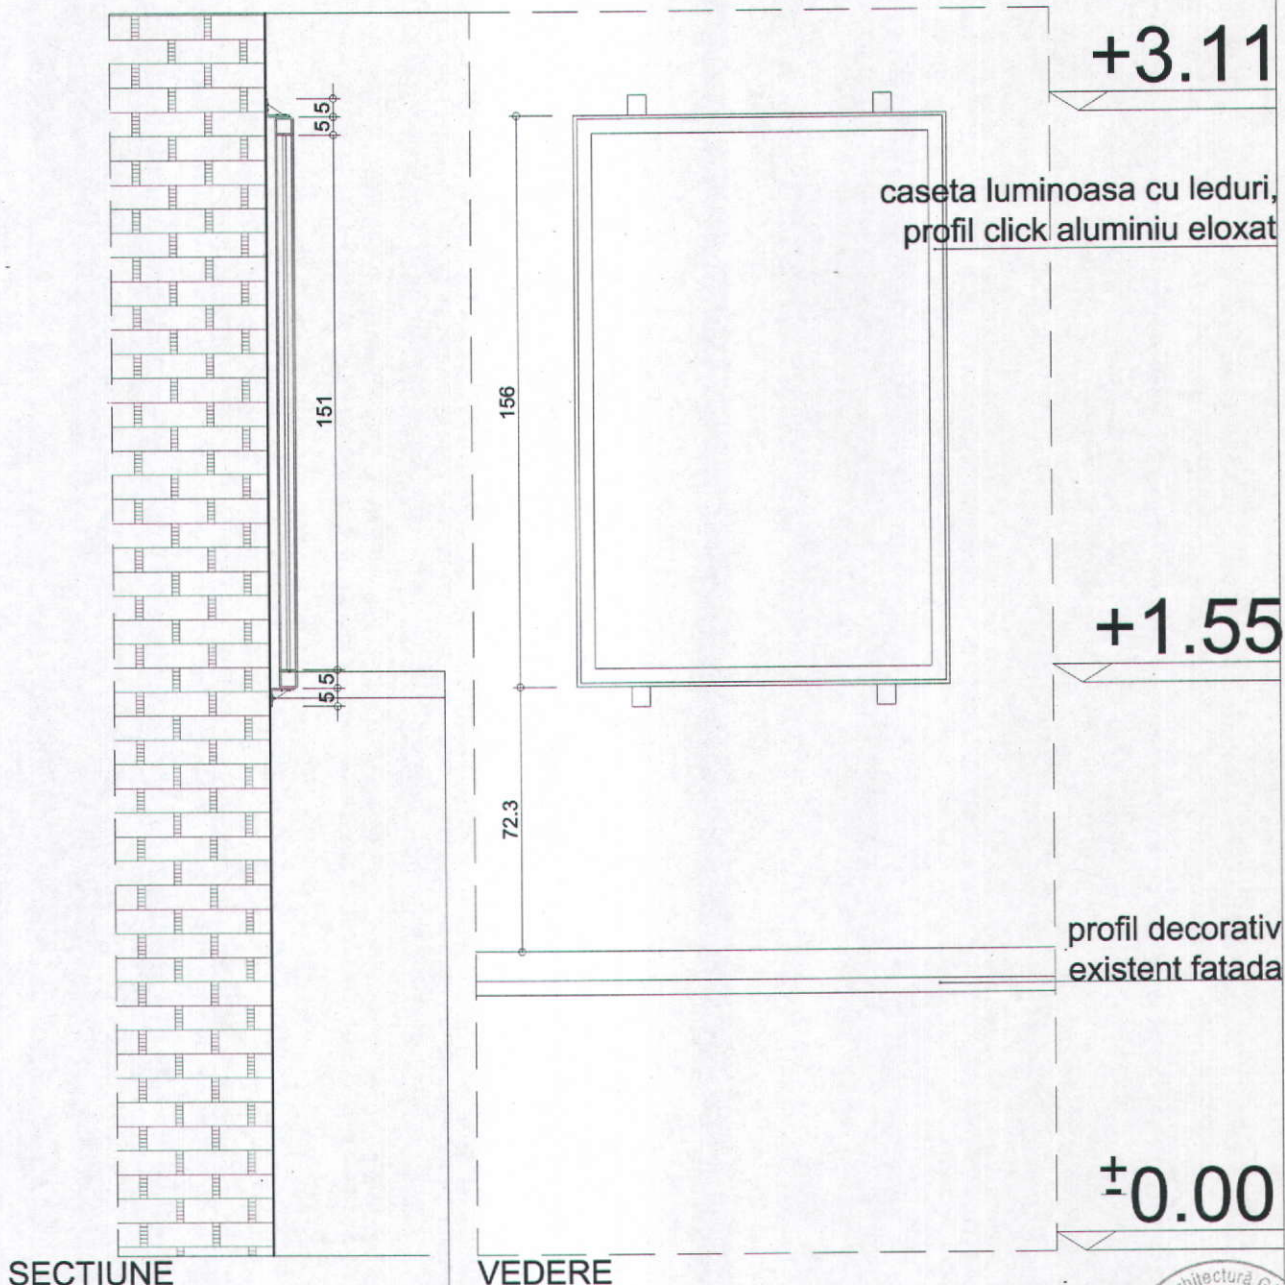 +3.11
5 5
caseta luminoasa cu leduri,
profil click aluminiu eloxat
151
156
+1.55
5 5
72.3
profil decorativ
existent fatada
±0.00
SECTIUNE
VEDERE